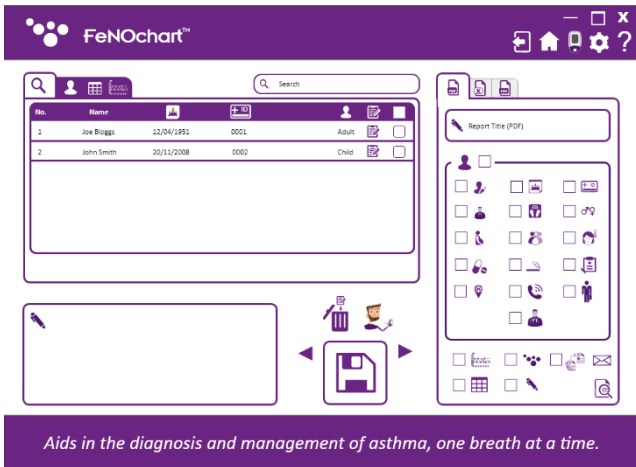 FeNOchart™
X
?
Search
No. Name ID
1 Joe Bloggs 12/04/1951 0001 Adult
2 John Smith 20/11/2008 0002 Child
Report Title (PDF)
Aids in the diagnosis and management of asthma, one breath at a time.